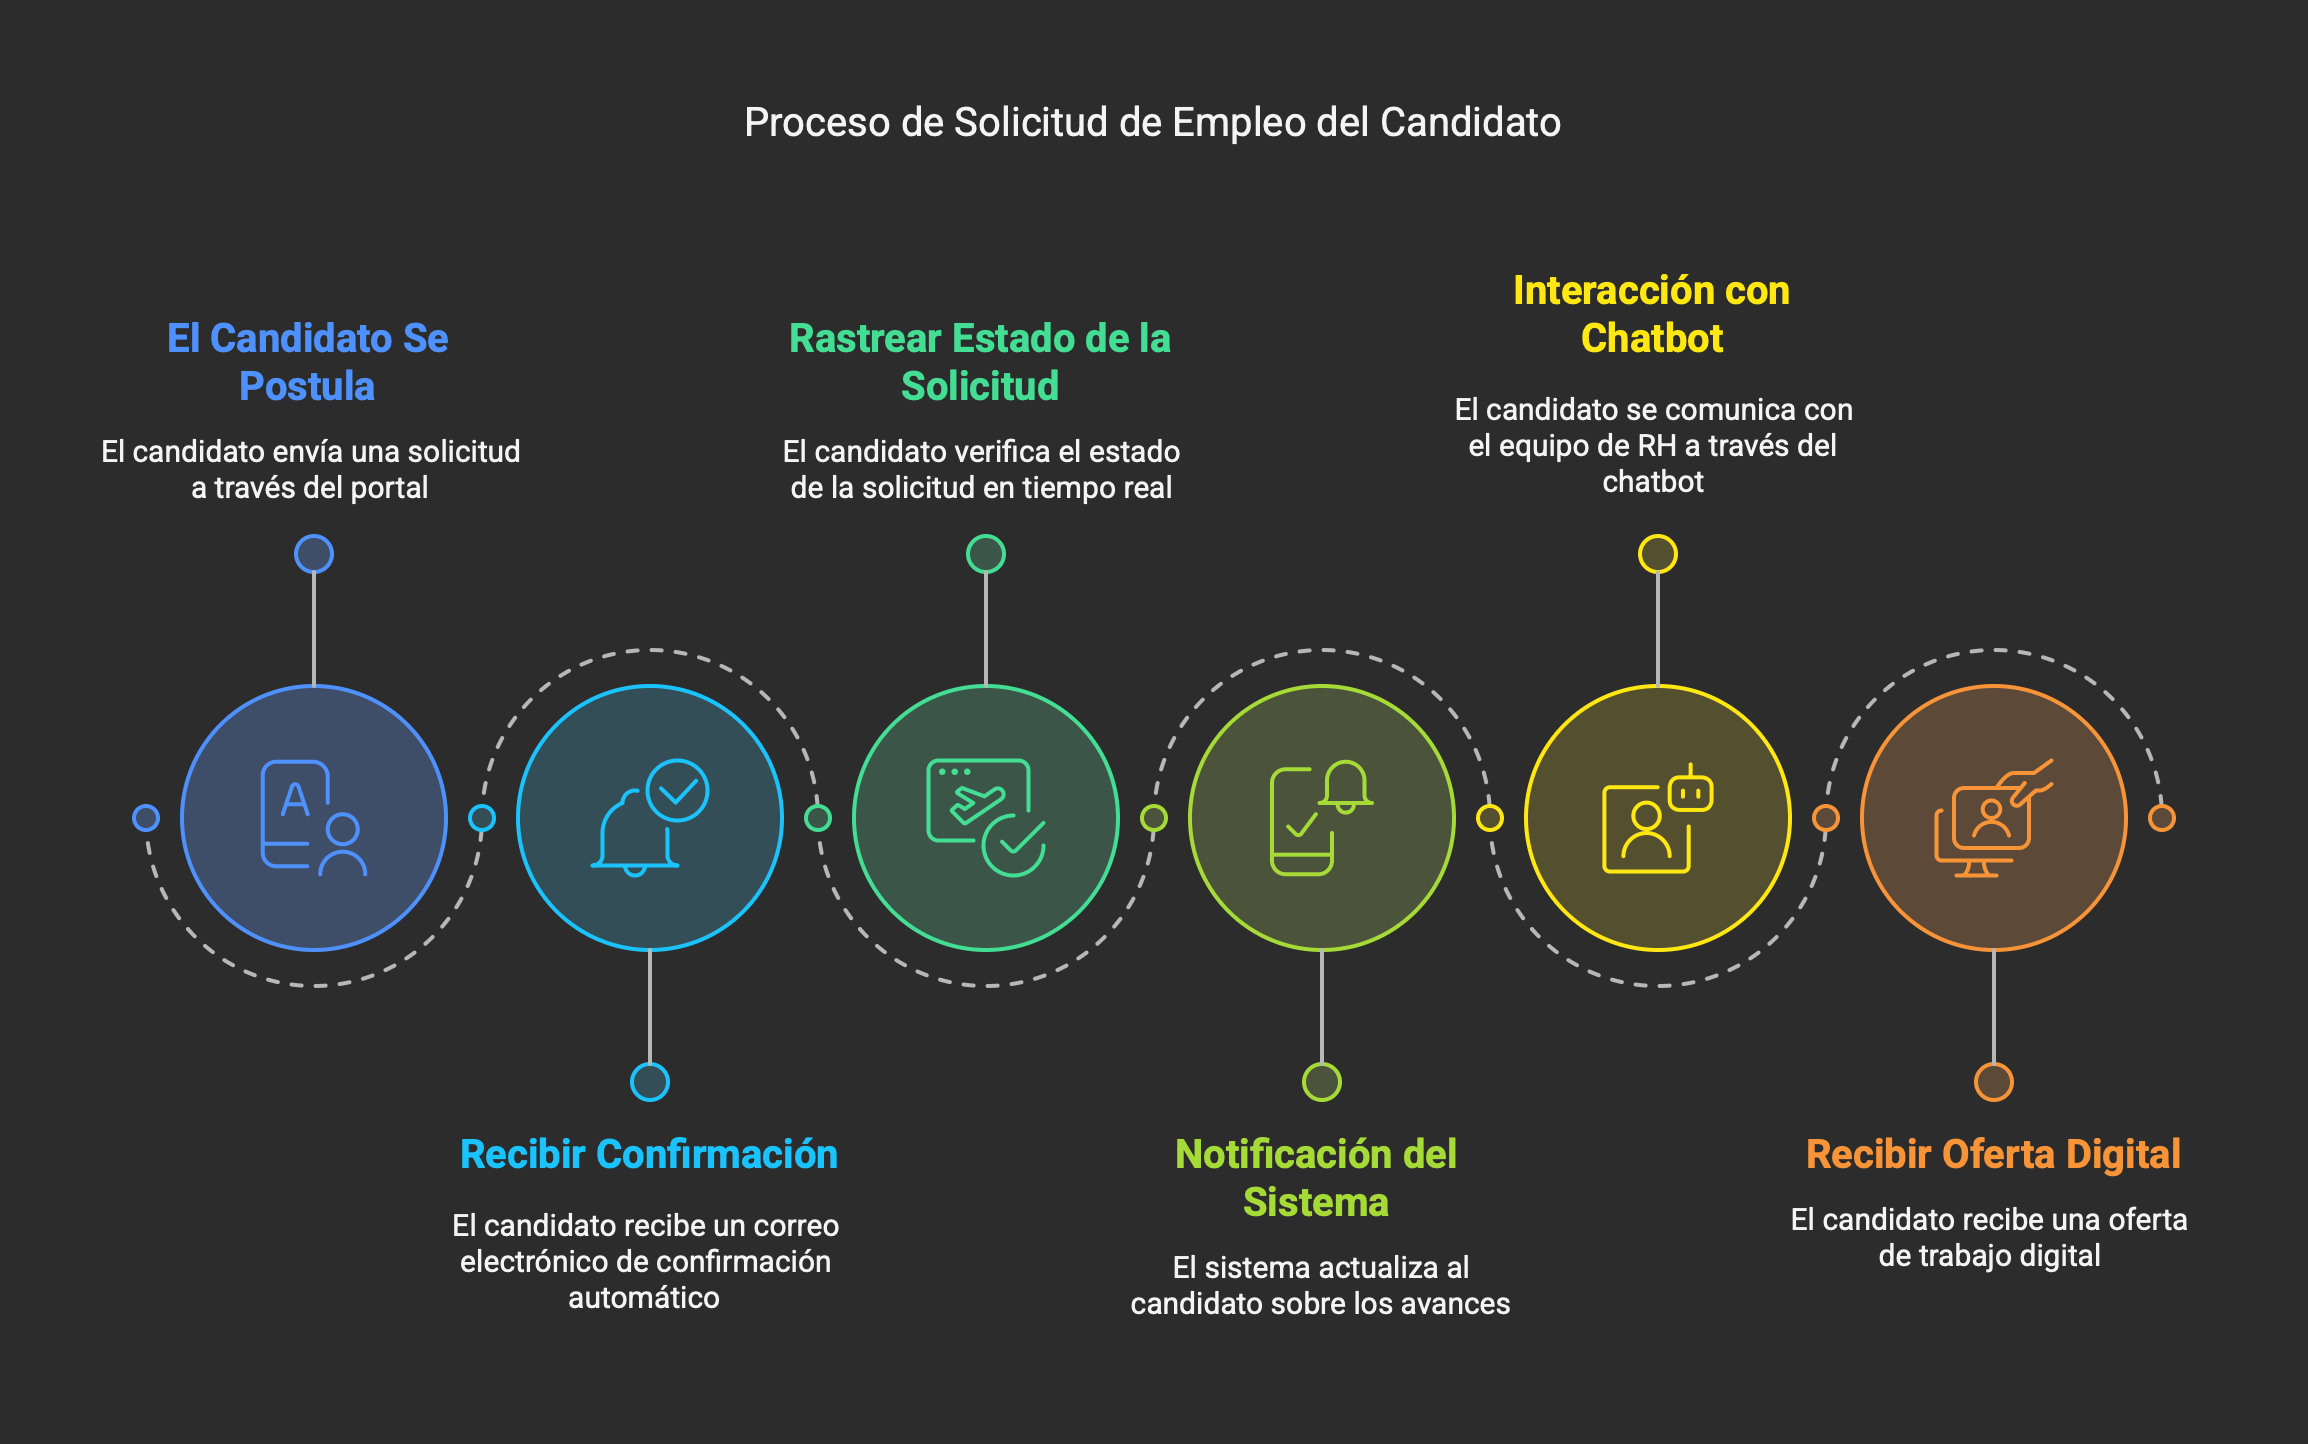 Proceso de Solicitud de Empleo del Candidato
El Candidato Se
Postula
El candidato envía una solicitud
a través del portal
Recibir Confirmación
El candidato recibe un correo
electrónico de confirmación
automático
Rastrear Estado de la
Solicitud
El candidato verifica el estado
de la solicitud en tiempo real
Notificación del
Sistema
El sistema actualiza al
candidato sobre los avances
Interacción con
Chatbot
El candidato se comunica con
el equipo de RH a través del
chatbot
Recibir Oferta Digital
El candidato recibe una oferta
de trabajo digital